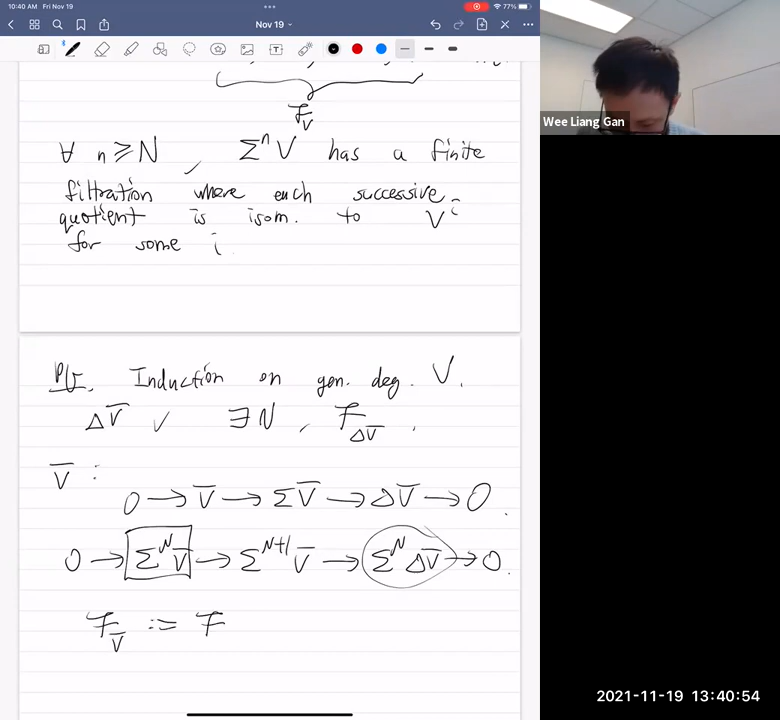 10:40 AM Fri Nov 19
77%
Nov 19
Wee Liang Gan
F_V
∀ n ≥ N , Σ^n V has a finite
filtration where each successive
quotient is isom. to V^i
for some i.
Pf. Induction on gen. deg. V.
ΔV̅ ✓ ∃ N , F_{ΔV̅} .
V̅ :
0 → V̅ → ΣV̅ → ΔV̅ → 0 .
0 → Σ^N V̅ → Σ^{N+1} V̅ → Σ^N ΔV̅ → 0.
F_V̅ := F
2021-11-19 13:40:54